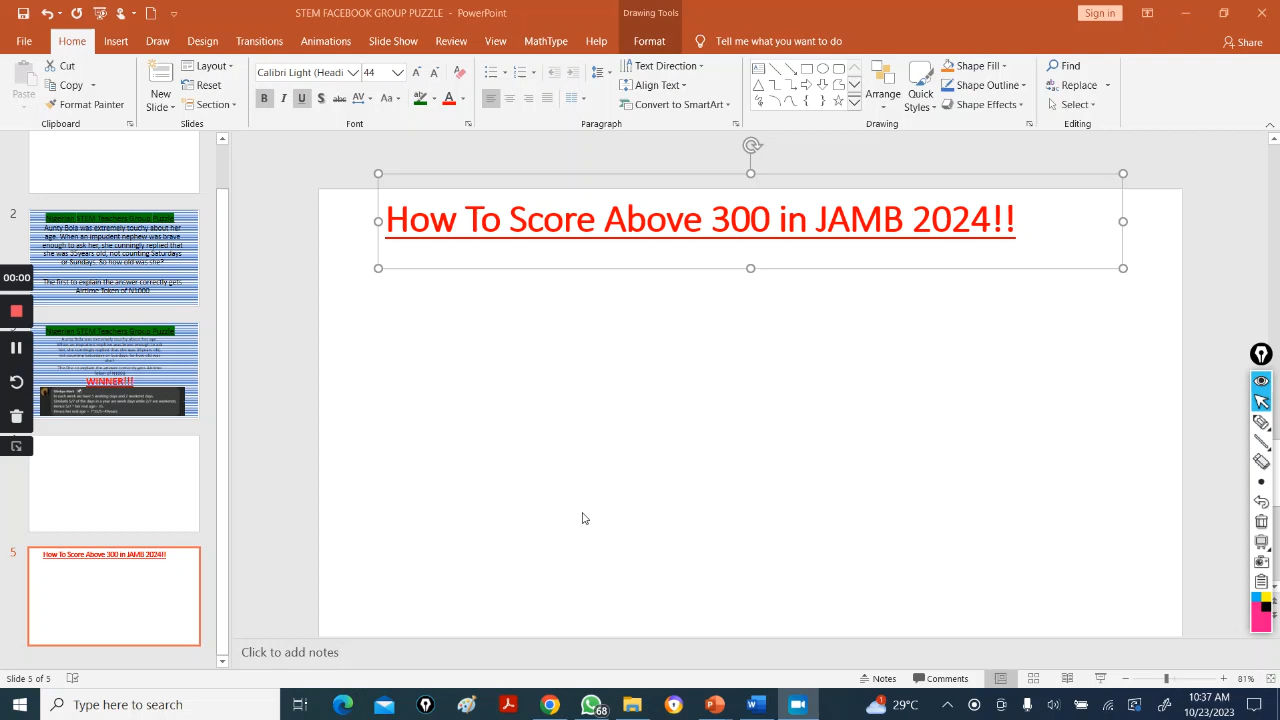 STEM FACEBOOK GROUP PUZZLE - PowerPoint
Drawing Tools
Sign in
File Home Insert Draw Design Transitions Animations Slide Show Review View MathType Help Format Tell me what you want to do Share
Paste
Cut
Copy
Format Painter
Clipboard
New Slide
Layout
Reset
Section
Slides
Calibri Light (Headi 44
B I U S abc AV Aa A
Font
Paragraph
Text Direction
Align Text
Convert to SmartArt
Arrange
Quick Styles
Shape Fill
Shape Outline
Shape Effects
Drawing
Find
Replace
Select
Editing
2
Nigerian STEM Teachers Group Puzzle
Aunty Bola was extremely touchy about her
age. When an impudent nephew was brave
enough to ask her, she cunningly replied that
she was 35years old, not counting Saturdays
or Sundays. So how old was she?
The first to explain the answer correctly gets
Airtime Token of N1000
00:00
Nigerian STEM Teachers Group Puzzle
WINNER!!!
5
How To Score Above 300 in JAMB 2024!!
How To Score Above 300 in JAMB 2024!!
Click to add notes
Slide 5 of 5
Notes
Comments
81%
Type here to search
68
29°C
10:37 AM
10/23/2023